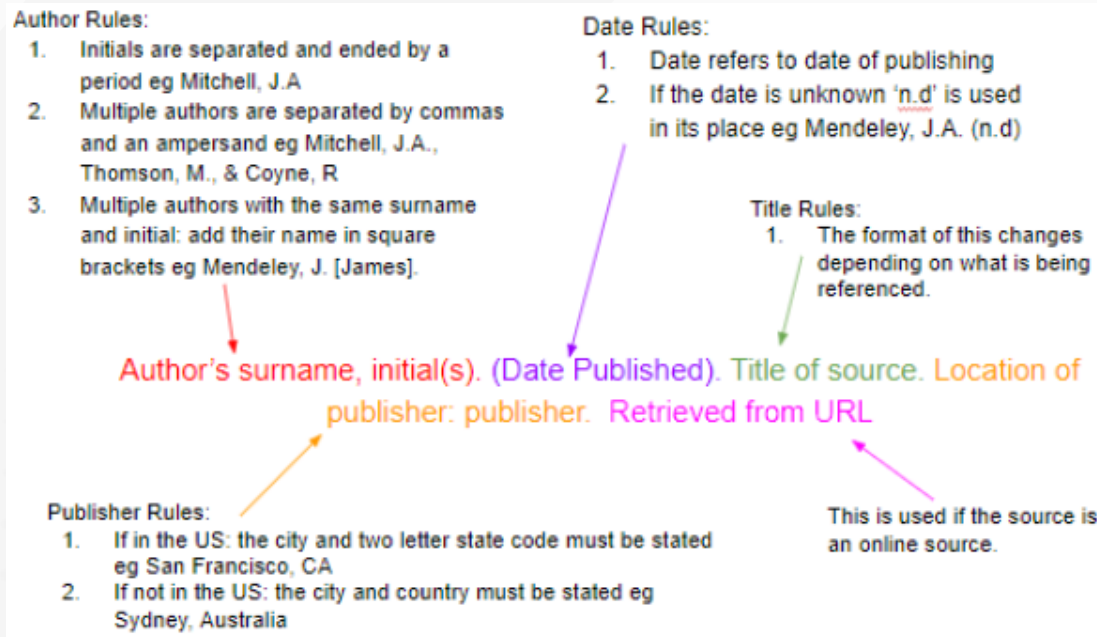 Author Rules:
1. Initials are separated and ended by a
period eg Mitchell, J.A
2. Multiple authors are separated by commas
and an ampersand eg Mitchell, J.A.,
Thomson, M., & Coyne, R
3. Multiple authors with the same surname
and initial: add their name in square
brackets eg Mendeley, J. [James].
Date Rules:
1. Date refers to date of publishing
2. If the date is unknown ‘n.d’ is used
in its place eg Mendeley, J.A. (n.d)
Title Rules:
1. The format of this changes
depending on what is being
referenced.
Author’s surname, initial(s). (Date Published). Title of source. Location of
publisher: publisher. Retrieved from URL
Publisher Rules:
1. If in the US: the city and two letter state code must be stated
eg San Francisco, CA
2. If not in the US: the city and country must be stated eg
Sydney, Australia
This is used if the source is
an online source.